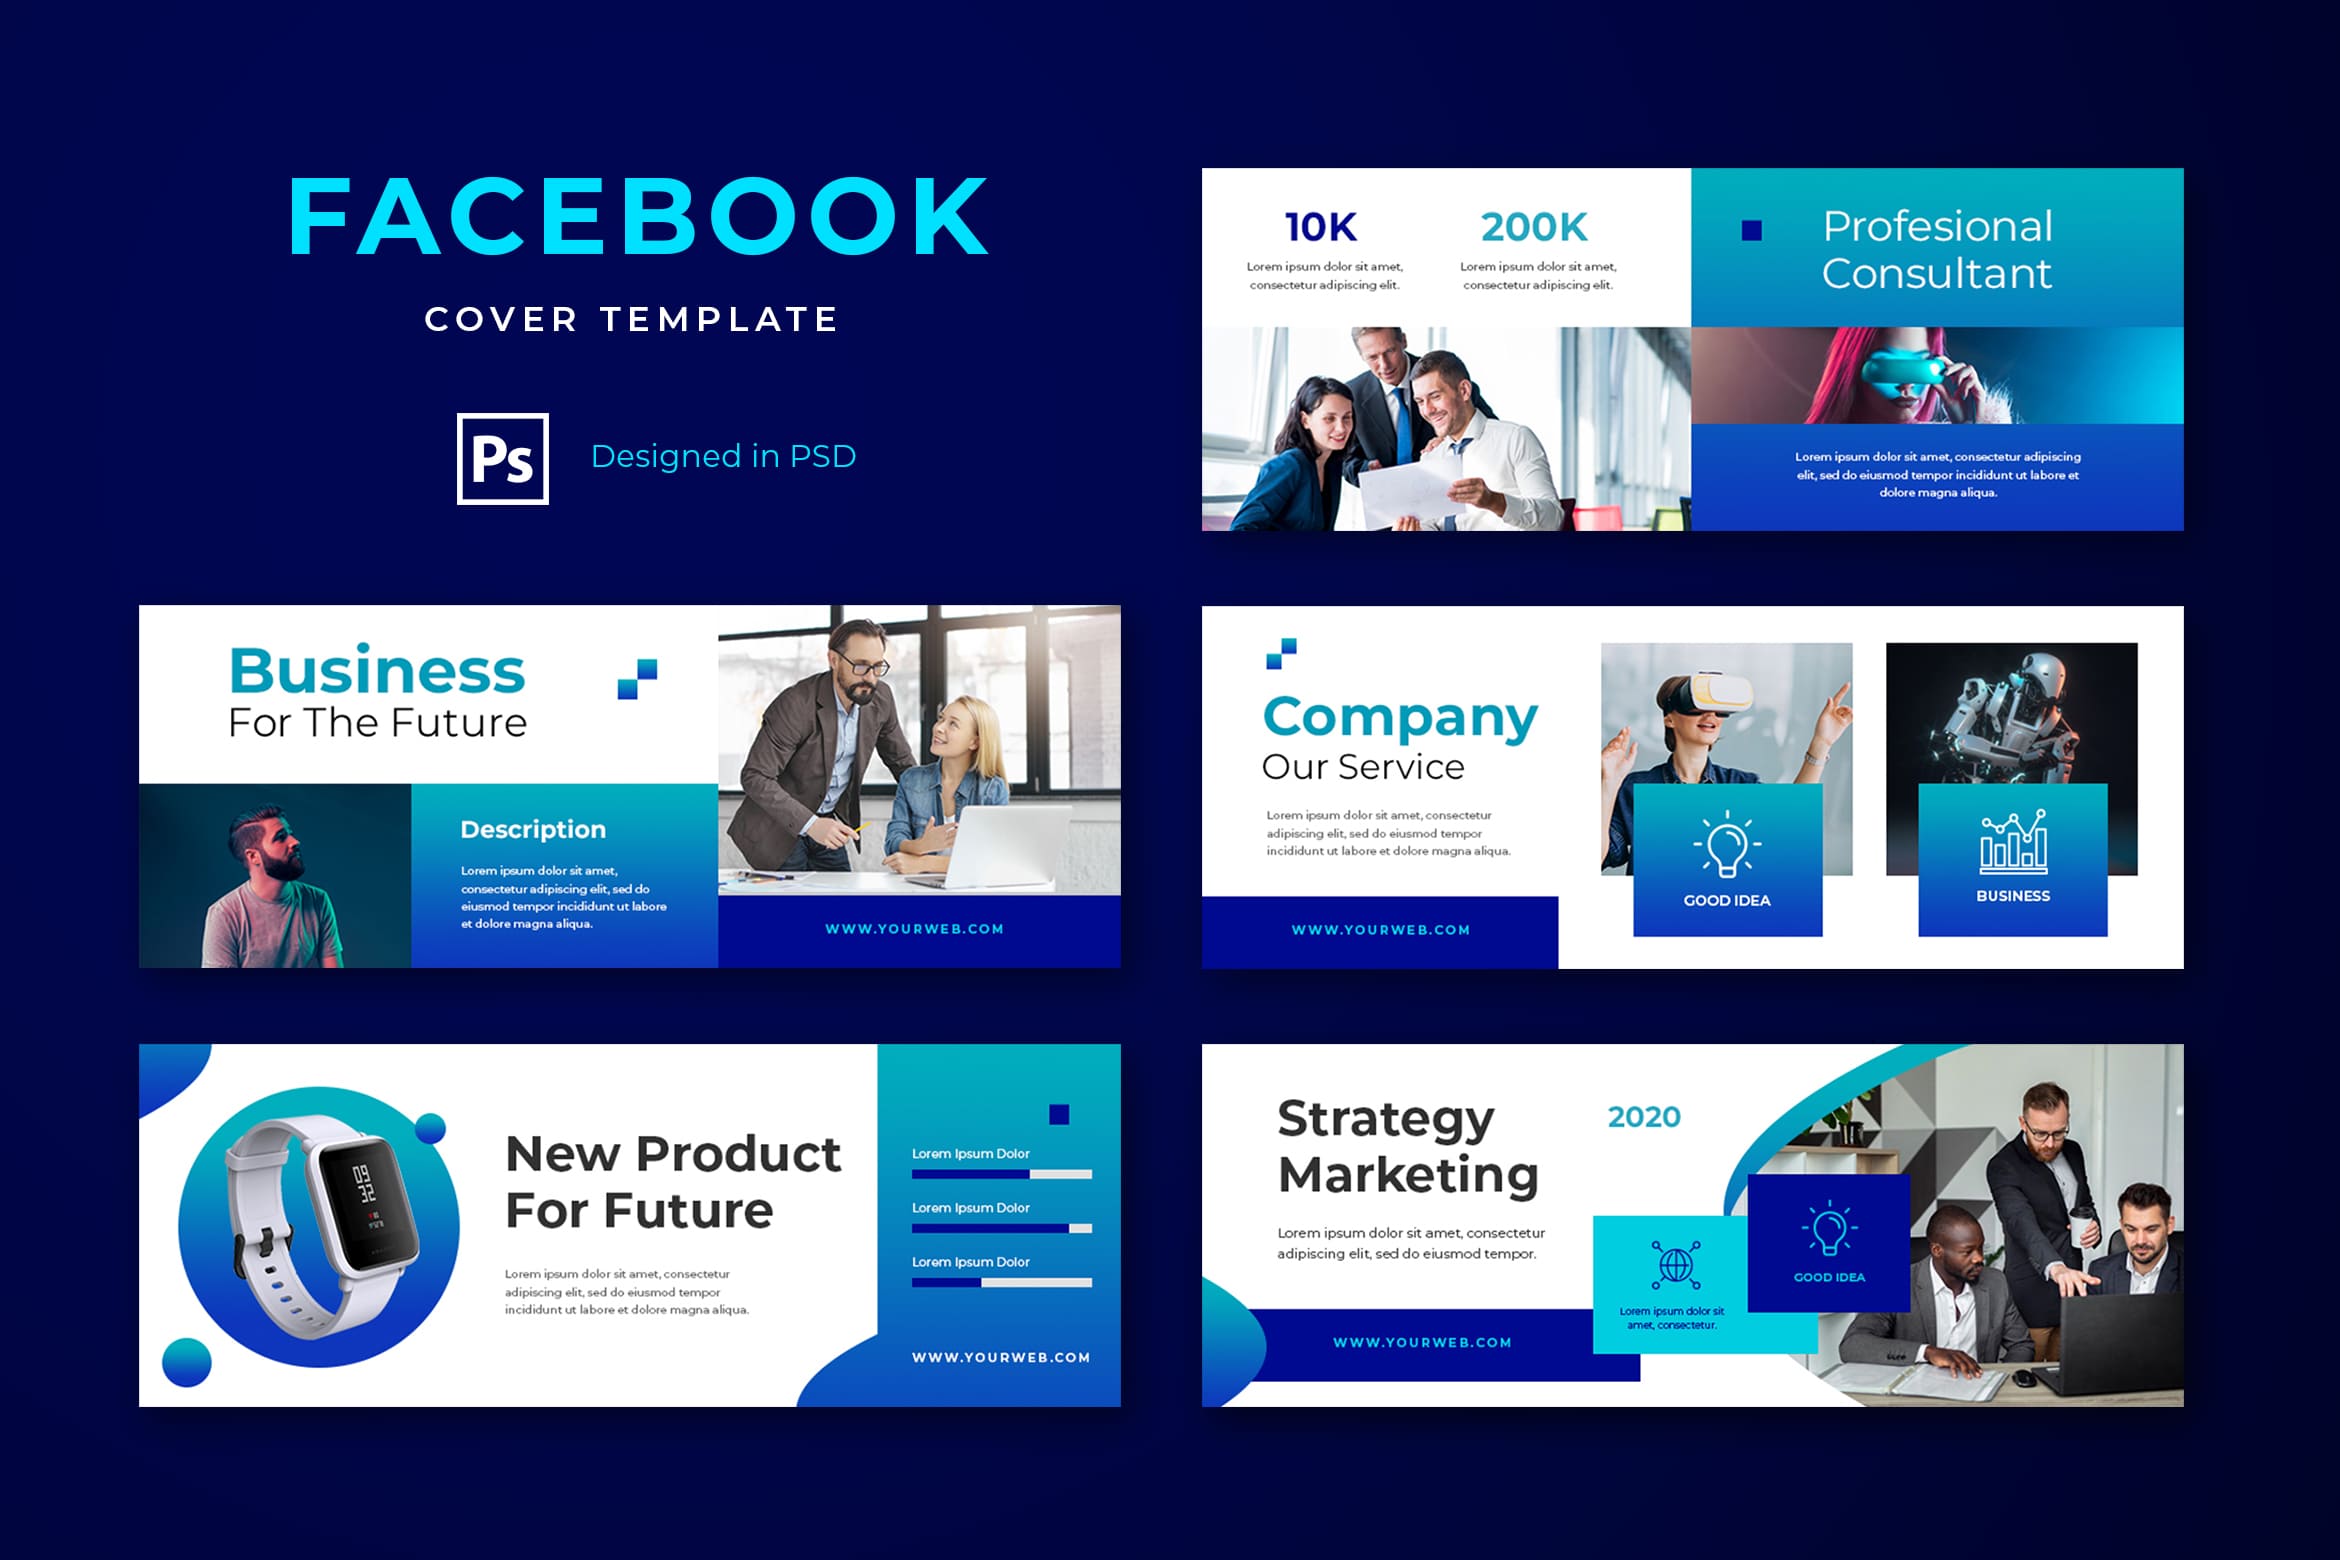 FACEBOOK
COVER TEMPLATE
Ps
Designed in PSD
10K
Lorem ipsum dolor sit amet,
consectetur adipiscing elit.
200K
Lorem ipsum dolor sit amet,
consectetur adipiscing elit.
Profesional
Consultant
Lorem ipsum dolor sit amet, consectetur adipiscing
elit, sed do eiusmod tempor incididunt ut labore et
dolore magna aliqua.
Business
For The Future
Description
Lorem ipsum dolor sit amet,
consectetur adipiscing elit, sed do
eiusmod tempor incididunt ut labore
et dolore magna aliqua.
WWW.YOURWEB.COM
Company
Our Service
Lorem ipsum dolor sit amet, consectetur
adipiscing elit, sed do eiusmod tempor
incididunt ut labore et dolore magna aliqua.
WWW.YOURWEB.COM
GOOD IDEA
BUSINESS
09
32
New Product
For Future
Lorem ipsum dolor sit amet, consectetur
adipiscing elit, sed do eiusmod tempor
incididunt ut labore et dolore magna aliqua.
Lorem Ipsum Dolor
Lorem Ipsum Dolor
Lorem Ipsum Dolor
WWW.YOURWEB.COM
Strategy
Marketing
2020
Lorem ipsum dolor sit amet, consectetur
adipiscing elit, sed do eiusmod tempor.
WWW.YOURWEB.COM
Lorem ipsum dolor sit
amet, consectetur.
GOOD IDEA